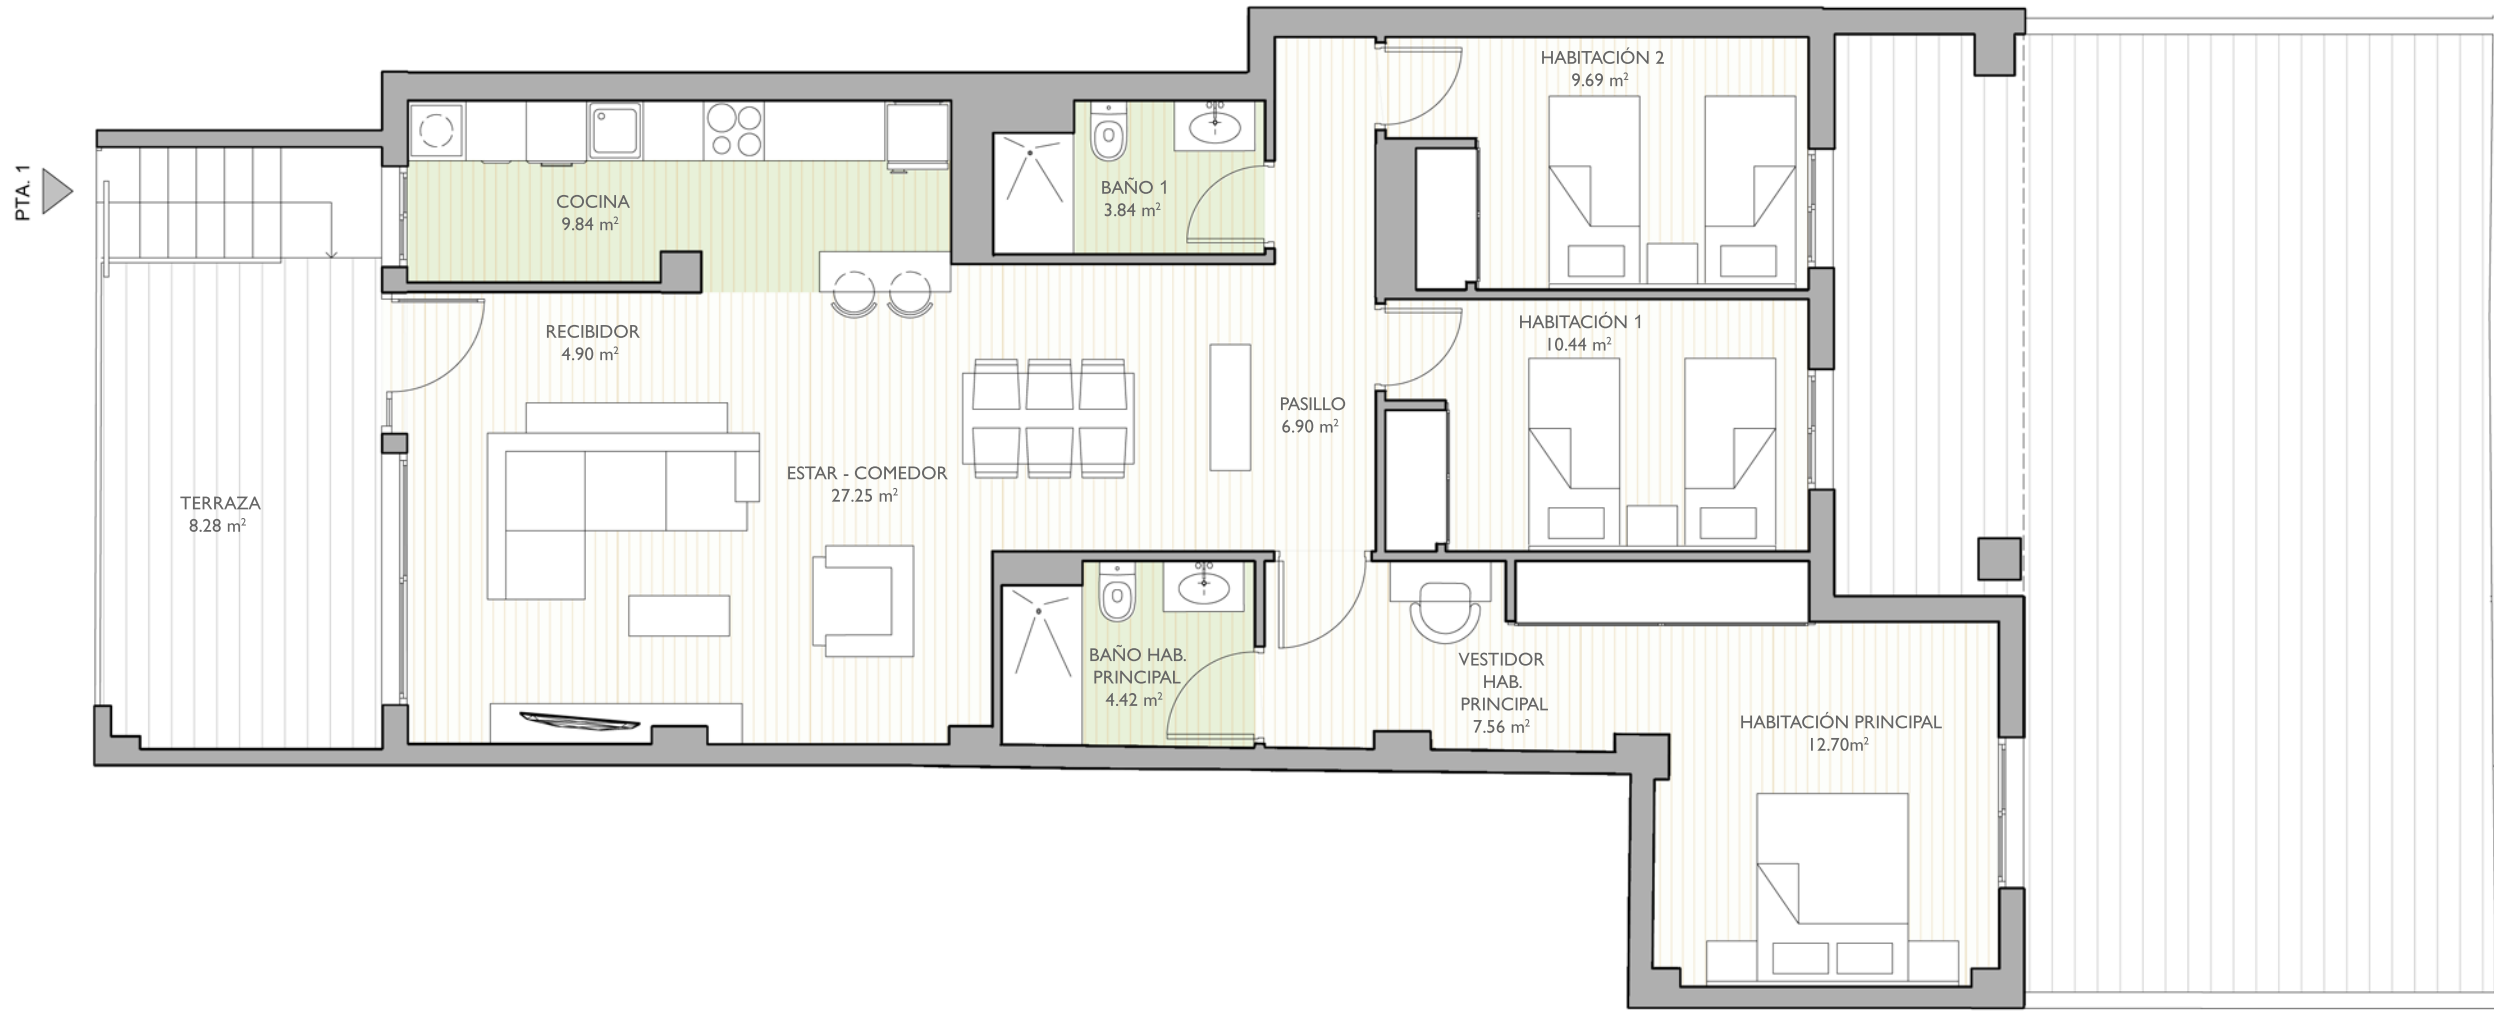 PTA. 1
COCINA
9.84 m²
BAÑO 1
3.84 m²
HABITACIÓN 2
9.69 m²
RECIBIDOR
4.90 m²
HABITACIÓN 1
10.44 m²
PASILLO
6.90 m²
ESTAR - COMEDOR
27.25 m²
TERRAZA
8.28 m²
BAÑO HAB.
PRINCIPAL
4.42 m²
VESTIDOR
HAB.
PRINCIPAL
7.56 m²
HABITACIÓN PRINCIPAL
12.70m²